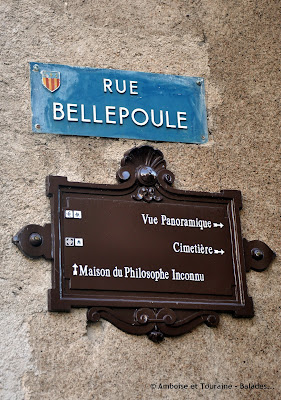 RUE
BELLEPOULE
Vue Panoramique
Cimetière
Maison du Philosophe Inconnu
© Amboise et Touraine - Balades...